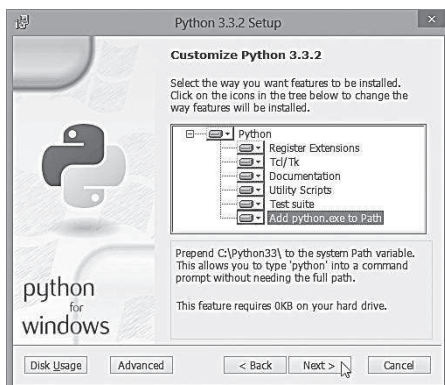 Python 3.3.2 Setup
Customize Python 3.3.2
Select the way you want features to be installed.
Click on the icons in the tree below to change the
way features will be installed.
Python
Register Extensions
Tcl/Tk
Documentation
Utility Scripts
Test suite
Add python.exe to Path
Prepend C:\Python33\ to the system Path variable.
This allows you to type 'python' into a command
prompt without needing the full path.
This feature requires 0KB on your hard drive.
python
for
windows
Disk Usage
Advanced
< Back
Next >
Cancel